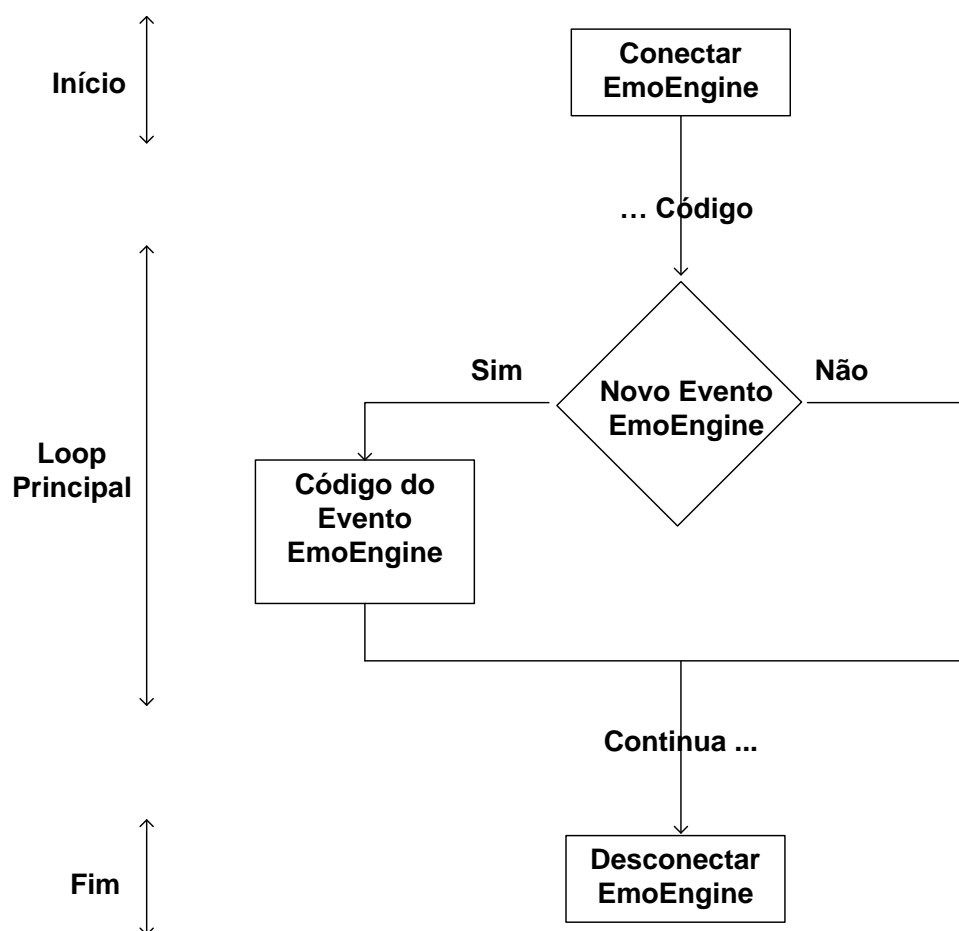 Início
Conectar
EmoEngine
… Código
Sim
Não
Novo Evento
EmoEngine
Loop
Principal
Código do
Evento
EmoEngine
Continua ...
Fim
Desconectar
EmoEngine